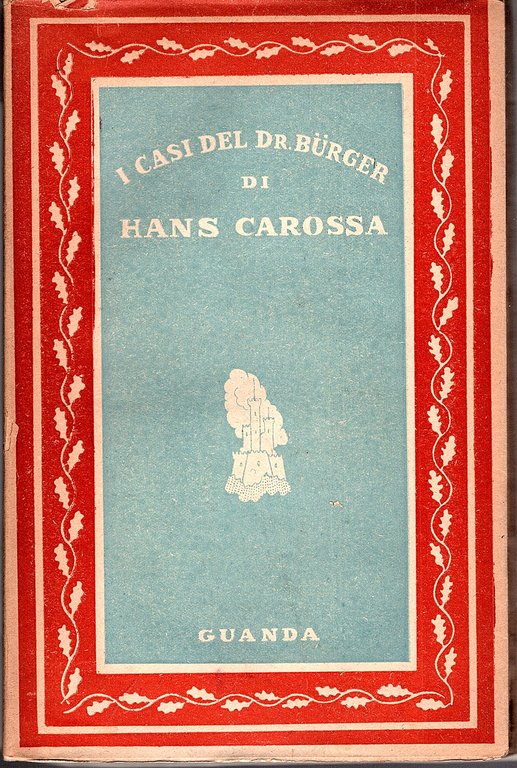 I CASI DEL DR. BÜRGER
DI
HANS CAROSSA
GUANDA